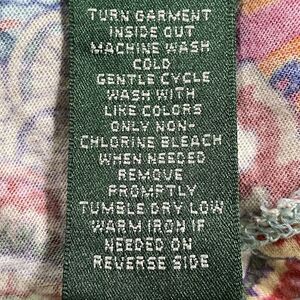 TURN GARMENT
INSIDE OUT
MACHINE WASH
COLD
GENTLE CYCLE
WASH WITH
LIKE COLORS
ONLY NON-
CHLORINE BLEACH
WHEN NEEDED
REMOVE
PROMPTLY
TUMBLE DRY LOW
WARM IRON IF
NEEDED ON
REVERSE SIDE